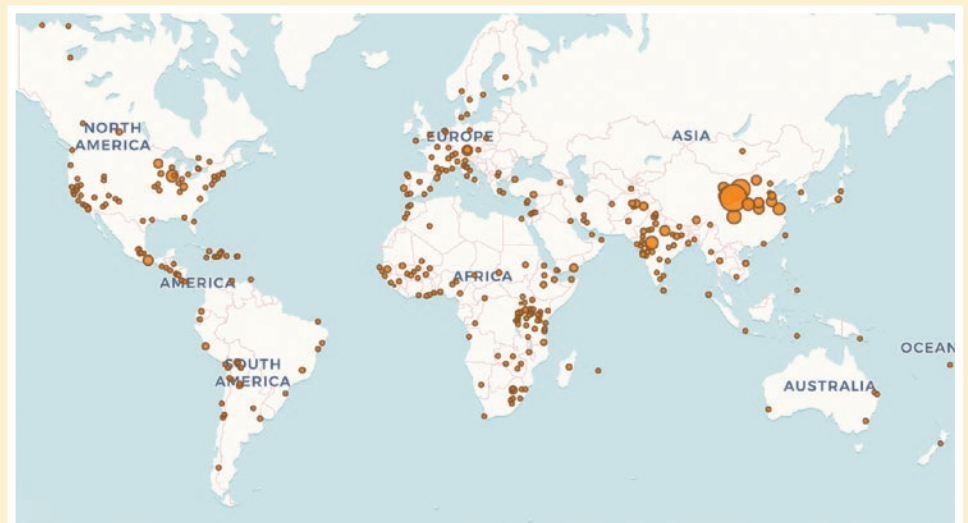 NORTH
AMERICA
EUROPE
ASIA
AFRICA
AMERICA
SOUTH
AMERICA
AUSTRALIA
OCEAN